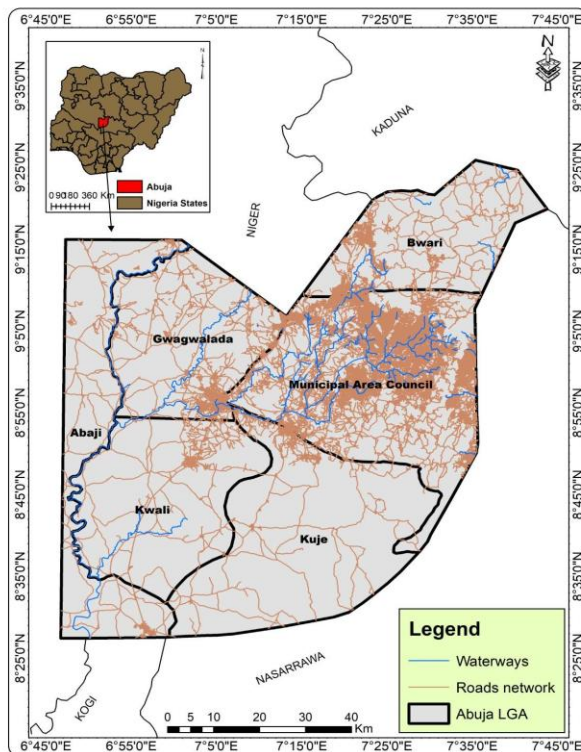 6°45'0"E 6°55'0"E 7°5'0"E 7°15'0"E 7°25'0"E 7°35'0"E 7°45'0"E
N
Abuja
Nigeria States
0 90180 360 Km
KADUNA
NIGER
Bwari
Gwagwalada
Municipal Area Council
Abaji
Kwali
Kuje
NASARRAWA
KOGI
Legend
Waterways
Roads network
Abuja LGA
0 5 10 20 30 40
Km
9°35'0"N
9°25'0"N
9°15'0"N
9°5'0"N
8°55'0"N
8°45'0"N
8°35'0"N
8°25'0"N
9°35'0"N
9°25'0"N
9°15'0"N
9°5'0"N
8°55'0"N
8°45'0"N
8°35'0"N
8°25'0"N
6°45'0"E 6°55'0"E 7°5'0"E 7°15'0"E 7°25'0"E 7°35'0"E 7°45'0"E